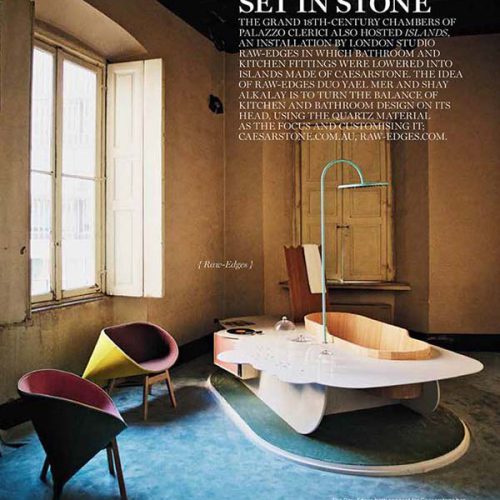 SET IN STONE
THE GRAND 18TH-CENTURY CHAMBERS OF
PALAZZO CLERICI ALSO HOSTED ISLANDS,
AN INSTALLATION BY LONDON STUDIO
RAW-EDGES IN WHICH BATHROOM AND
KITCHEN FITTINGS WERE LOWERED INTO
ISLANDS MADE OF CAESARSTONE. THE IDEA
OF RAW-EDGES DUO YAEL MER AND SHAY
ALKALAY IS TO TURN THE BALANCE OF
KITCHEN AND BATHROOM DESIGN ON ITS
HEAD, USING THE QUARTZ MATERIAL
AS THE FOCUS AND CUSTOMISING IT;
CAESARSTONE.COM.AU, RAW-EDGES.COM.
{ Raw-Edges }